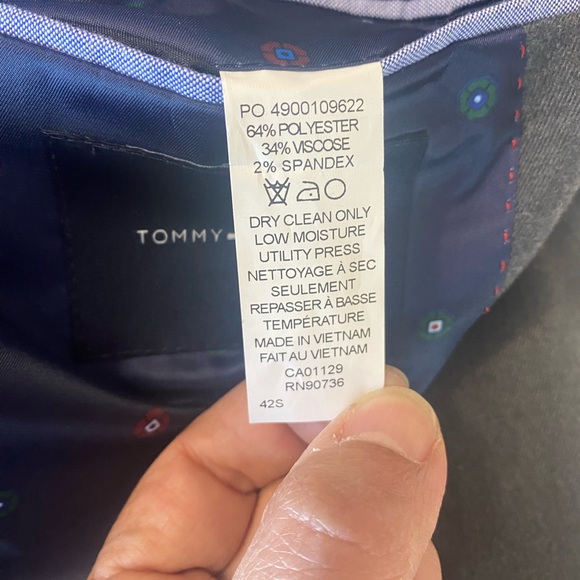 PO 4900109622
64% POLYESTER
34% VISCOSE
2% SPANDEX
DRY CLEAN ONLY
LOW MOISTURE
UTILITY PRESS
NETTOYAGE À SEC
SEULEMENT
REPASSER À BASSE
TEMPÉRATURE
MADE IN VIETNAM
FAIT AU VIETNAM
CA01129
RN90736
42S
TOMMY